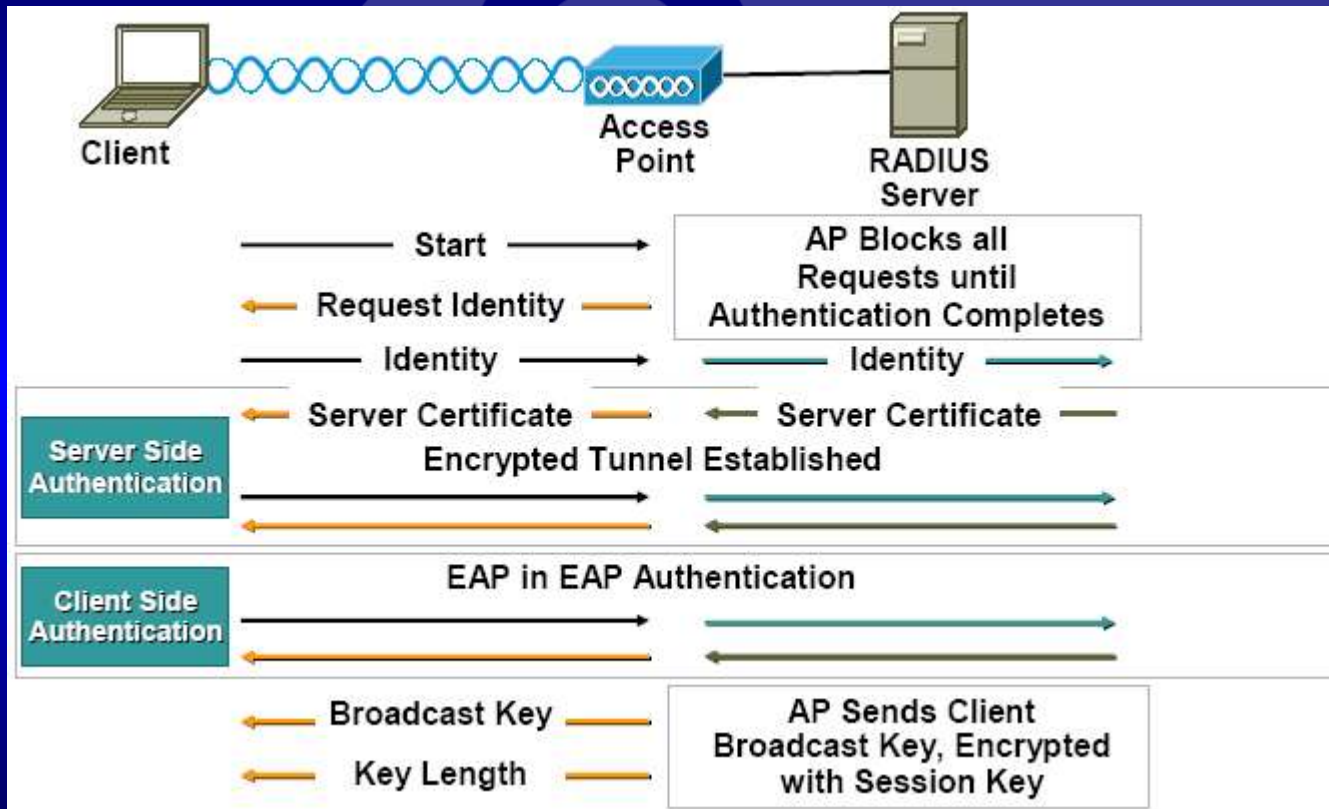 Client
Access
Point
RADIUS
Server
Start
AP Blocks all
Requests until
Authentication Completes
Request Identity
Identity
Identity
Server Certificate
Server Certificate
Server Side
Authentication
Encrypted Tunnel Established
Client Side
Authentication
EAP in EAP Authentication
Broadcast Key
Key Length
AP Sends Client
Broadcast Key, Encrypted
with Session Key